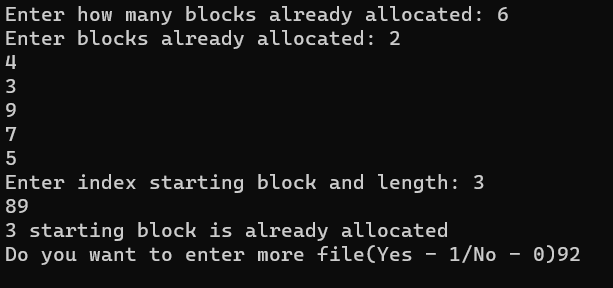 Enter how many blocks already allocated: 6
Enter blocks already allocated: 2
4
3
9
7
5
Enter index starting block and length: 3
89
3 starting block is already allocated
Do you want to enter more file(Yes - 1/No - 0)92